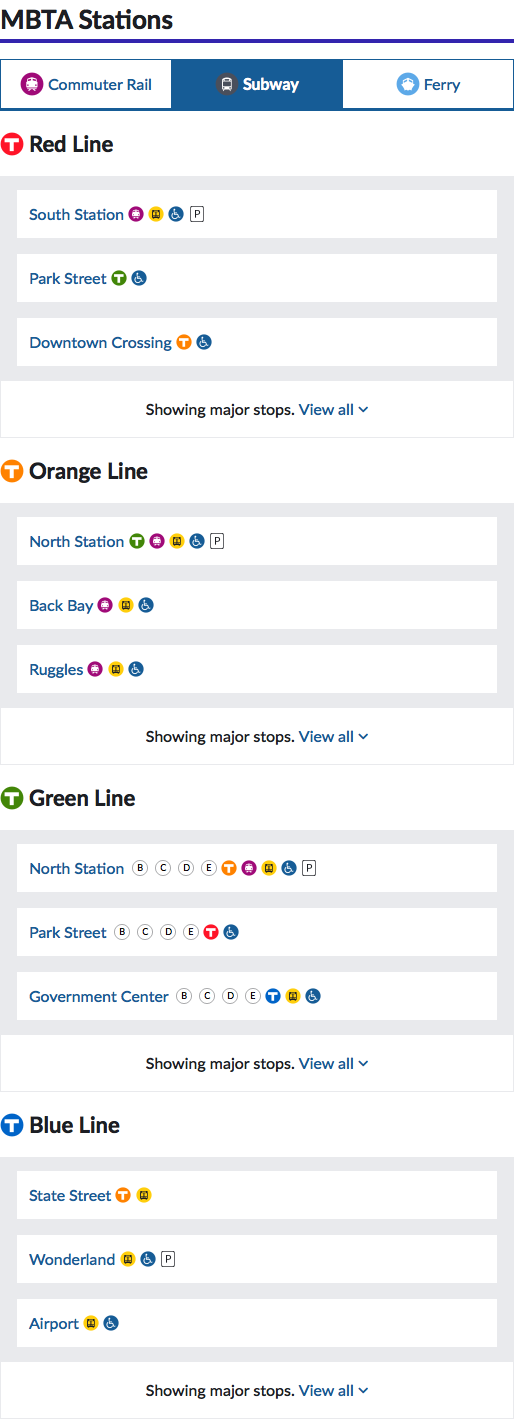 MBTA Stations
Commuter Rail Subway Ferry
T Red Line
South Station P
Park Street T
Downtown Crossing T
Showing major stops. View all
T Orange Line
North Station T P
Back Bay
Ruggles
Showing major stops. View all
T Green Line
North Station B C D E T P
Park Street B C D E T
Government Center B C D E T
Showing major stops. View all
T Blue Line
State Street T
Wonderland P
Airport
Showing major stops. View all